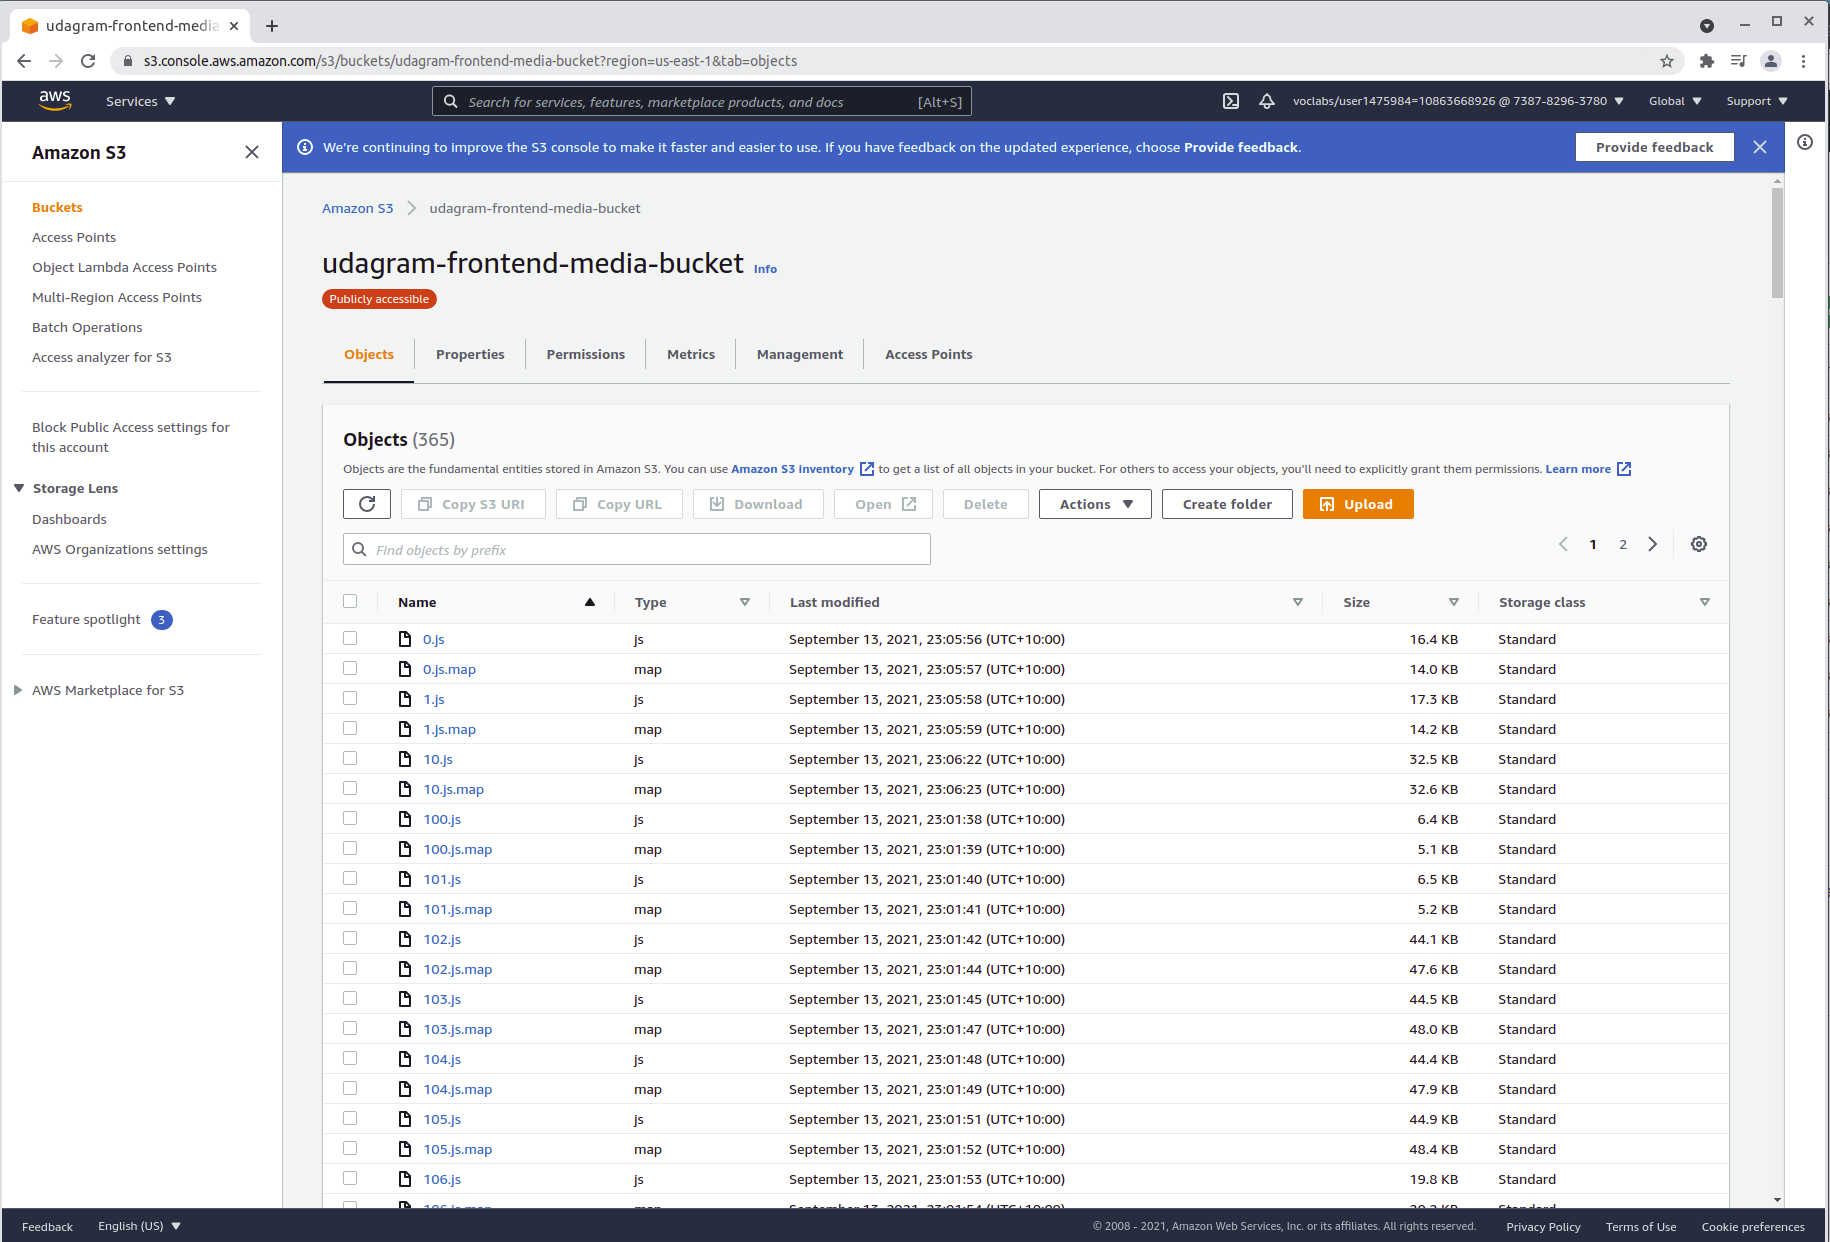 udagram-frontend-media
s3.console.aws.amazon.com/s3/buckets/udagram-frontend-media-bucket?region=us-east-1&tab=objects
aws Services Search for services, features, marketplace products, and docs [Alt+S] voclabs/user1475984=10863668926 @ 7387-8296-3780 Global Support
Amazon S3
Buckets
Access Points
Object Lambda Access Points
Multi-Region Access Points
Batch Operations
Access analyzer for S3
Block Public Access settings for
this account
Storage Lens
Dashboards
AWS Organizations settings
Feature spotlight 3
AWS Marketplace for S3
We're continuing to improve the S3 console to make it faster and easier to use. If you have feedback on the updated experience, choose Provide feedback. Provide feedback
Amazon S3 udagram-frontend-media-bucket
udagram-frontend-media-bucket Info
Publicly accessible
Objects Properties Permissions Metrics Management Access Points
Objects (365)
Objects are the fundamental entities stored in Amazon S3. You can use Amazon S3 inventory to get a list of all objects in your bucket. For others to access your objects, you'll need to explicitly grant them permissions. Learn more
Copy S3 URI Copy URL Download Open Delete Actions Create folder Upload
Find objects by prefix 1 2
Name Type Last modified Size Storage class
0.js js September 13, 2021, 23:05:56 (UTC+10:00) 16.4 KB Standard
0.js.map map September 13, 2021, 23:05:57 (UTC+10:00) 14.0 KB Standard
1.js js September 13, 2021, 23:05:58 (UTC+10:00) 17.3 KB Standard
1.js.map map September 13, 2021, 23:05:59 (UTC+10:00) 14.2 KB Standard
10.js js September 13, 2021, 23:06:22 (UTC+10:00) 32.5 KB Standard
10.js.map map September 13, 2021, 23:06:23 (UTC+10:00) 32.6 KB Standard
100.js js September 13, 2021, 23:01:38 (UTC+10:00) 6.4 KB Standard
100.js.map map September 13, 2021, 23:01:39 (UTC+10:00) 5.1 KB Standard
101.js js September 13, 2021, 23:01:40 (UTC+10:00) 6.5 KB Standard
101.js.map map September 13, 2021, 23:01:41 (UTC+10:00) 5.2 KB Standard
102.js js September 13, 2021, 23:01:42 (UTC+10:00) 44.1 KB Standard
102.js.map map September 13, 2021, 23:01:44 (UTC+10:00) 47.6 KB Standard
103.js js September 13, 2021, 23:01:45 (UTC+10:00) 44.5 KB Standard
103.js.map map September 13, 2021, 23:01:47 (UTC+10:00) 48.0 KB Standard
104.js js September 13, 2021, 23:01:48 (UTC+10:00) 44.4 KB Standard
104.js.map map September 13, 2021, 23:01:49 (UTC+10:00) 47.9 KB Standard
105.js js September 13, 2021, 23:01:51 (UTC+10:00) 44.9 KB Standard
105.js.map map September 13, 2021, 23:01:52 (UTC+10:00) 48.4 KB Standard
106.js js September 13, 2021, 23:01:53 (UTC+10:00) 19.8 KB Standard
Feedback English (US) © 2008 - 2021, Amazon Web Services, Inc. or its affiliates. All rights reserved. Privacy Policy Terms of Use Cookie preferences